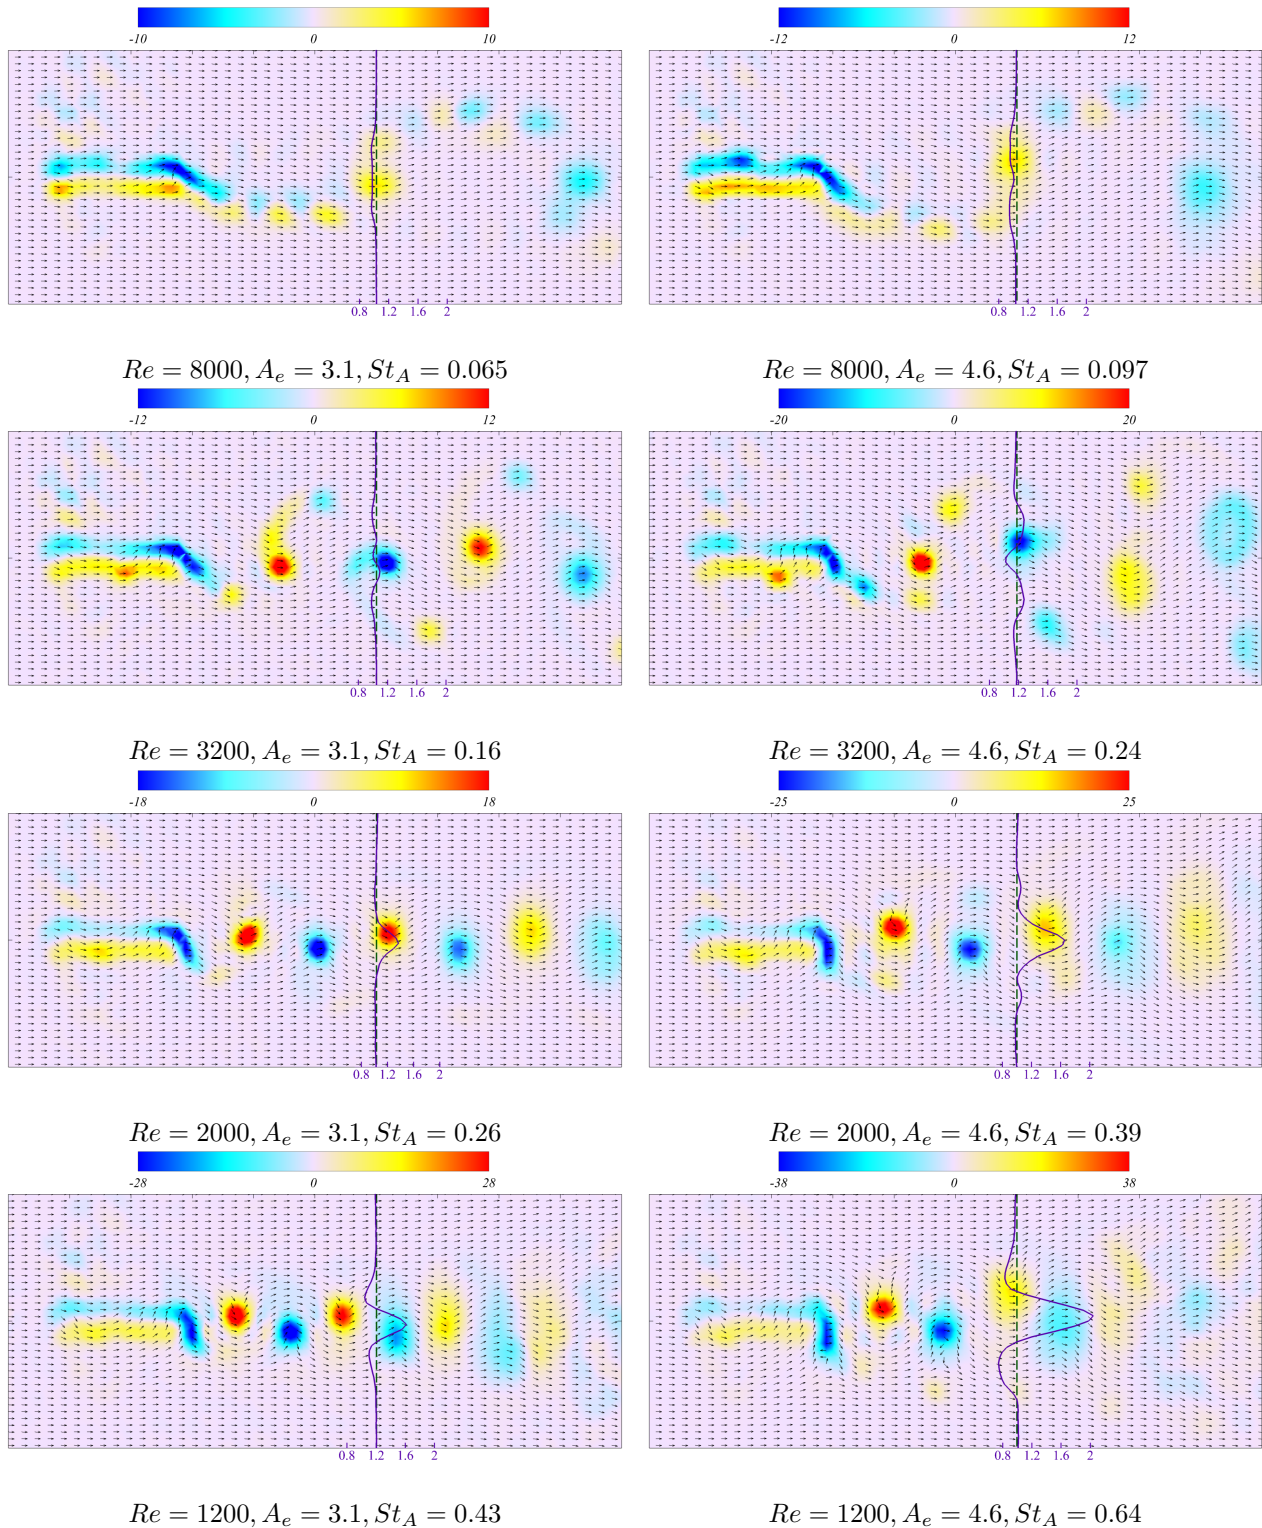 -10 0 10 -12 0 12
0.8 1.2 1.6 2 0.8 1.2 1.6 2
Re = 8000, A_e = 3.1, St_A = 0.065 Re = 8000, A_e = 4.6, St_A = 0.097
-12 0 12 -20 0 20
0.8 1.2 1.6 2 0.8 1.2 1.6 2
Re = 3200, A_e = 3.1, St_A = 0.16 Re = 3200, A_e = 4.6, St_A = 0.24
-18 0 18 -25 0 25
0.8 1.2 1.6 2 0.8 1.2 1.6 2
Re = 2000, A_e = 3.1, St_A = 0.26 Re = 2000, A_e = 4.6, St_A = 0.39
-28 0 28 -38 0 38
0.8 1.2 1.6 2 0.8 1.2 1.6 2
Re = 1200, A_e = 3.1, St_A = 0.43 Re = 1200, A_e = 4.6, St_A = 0.64